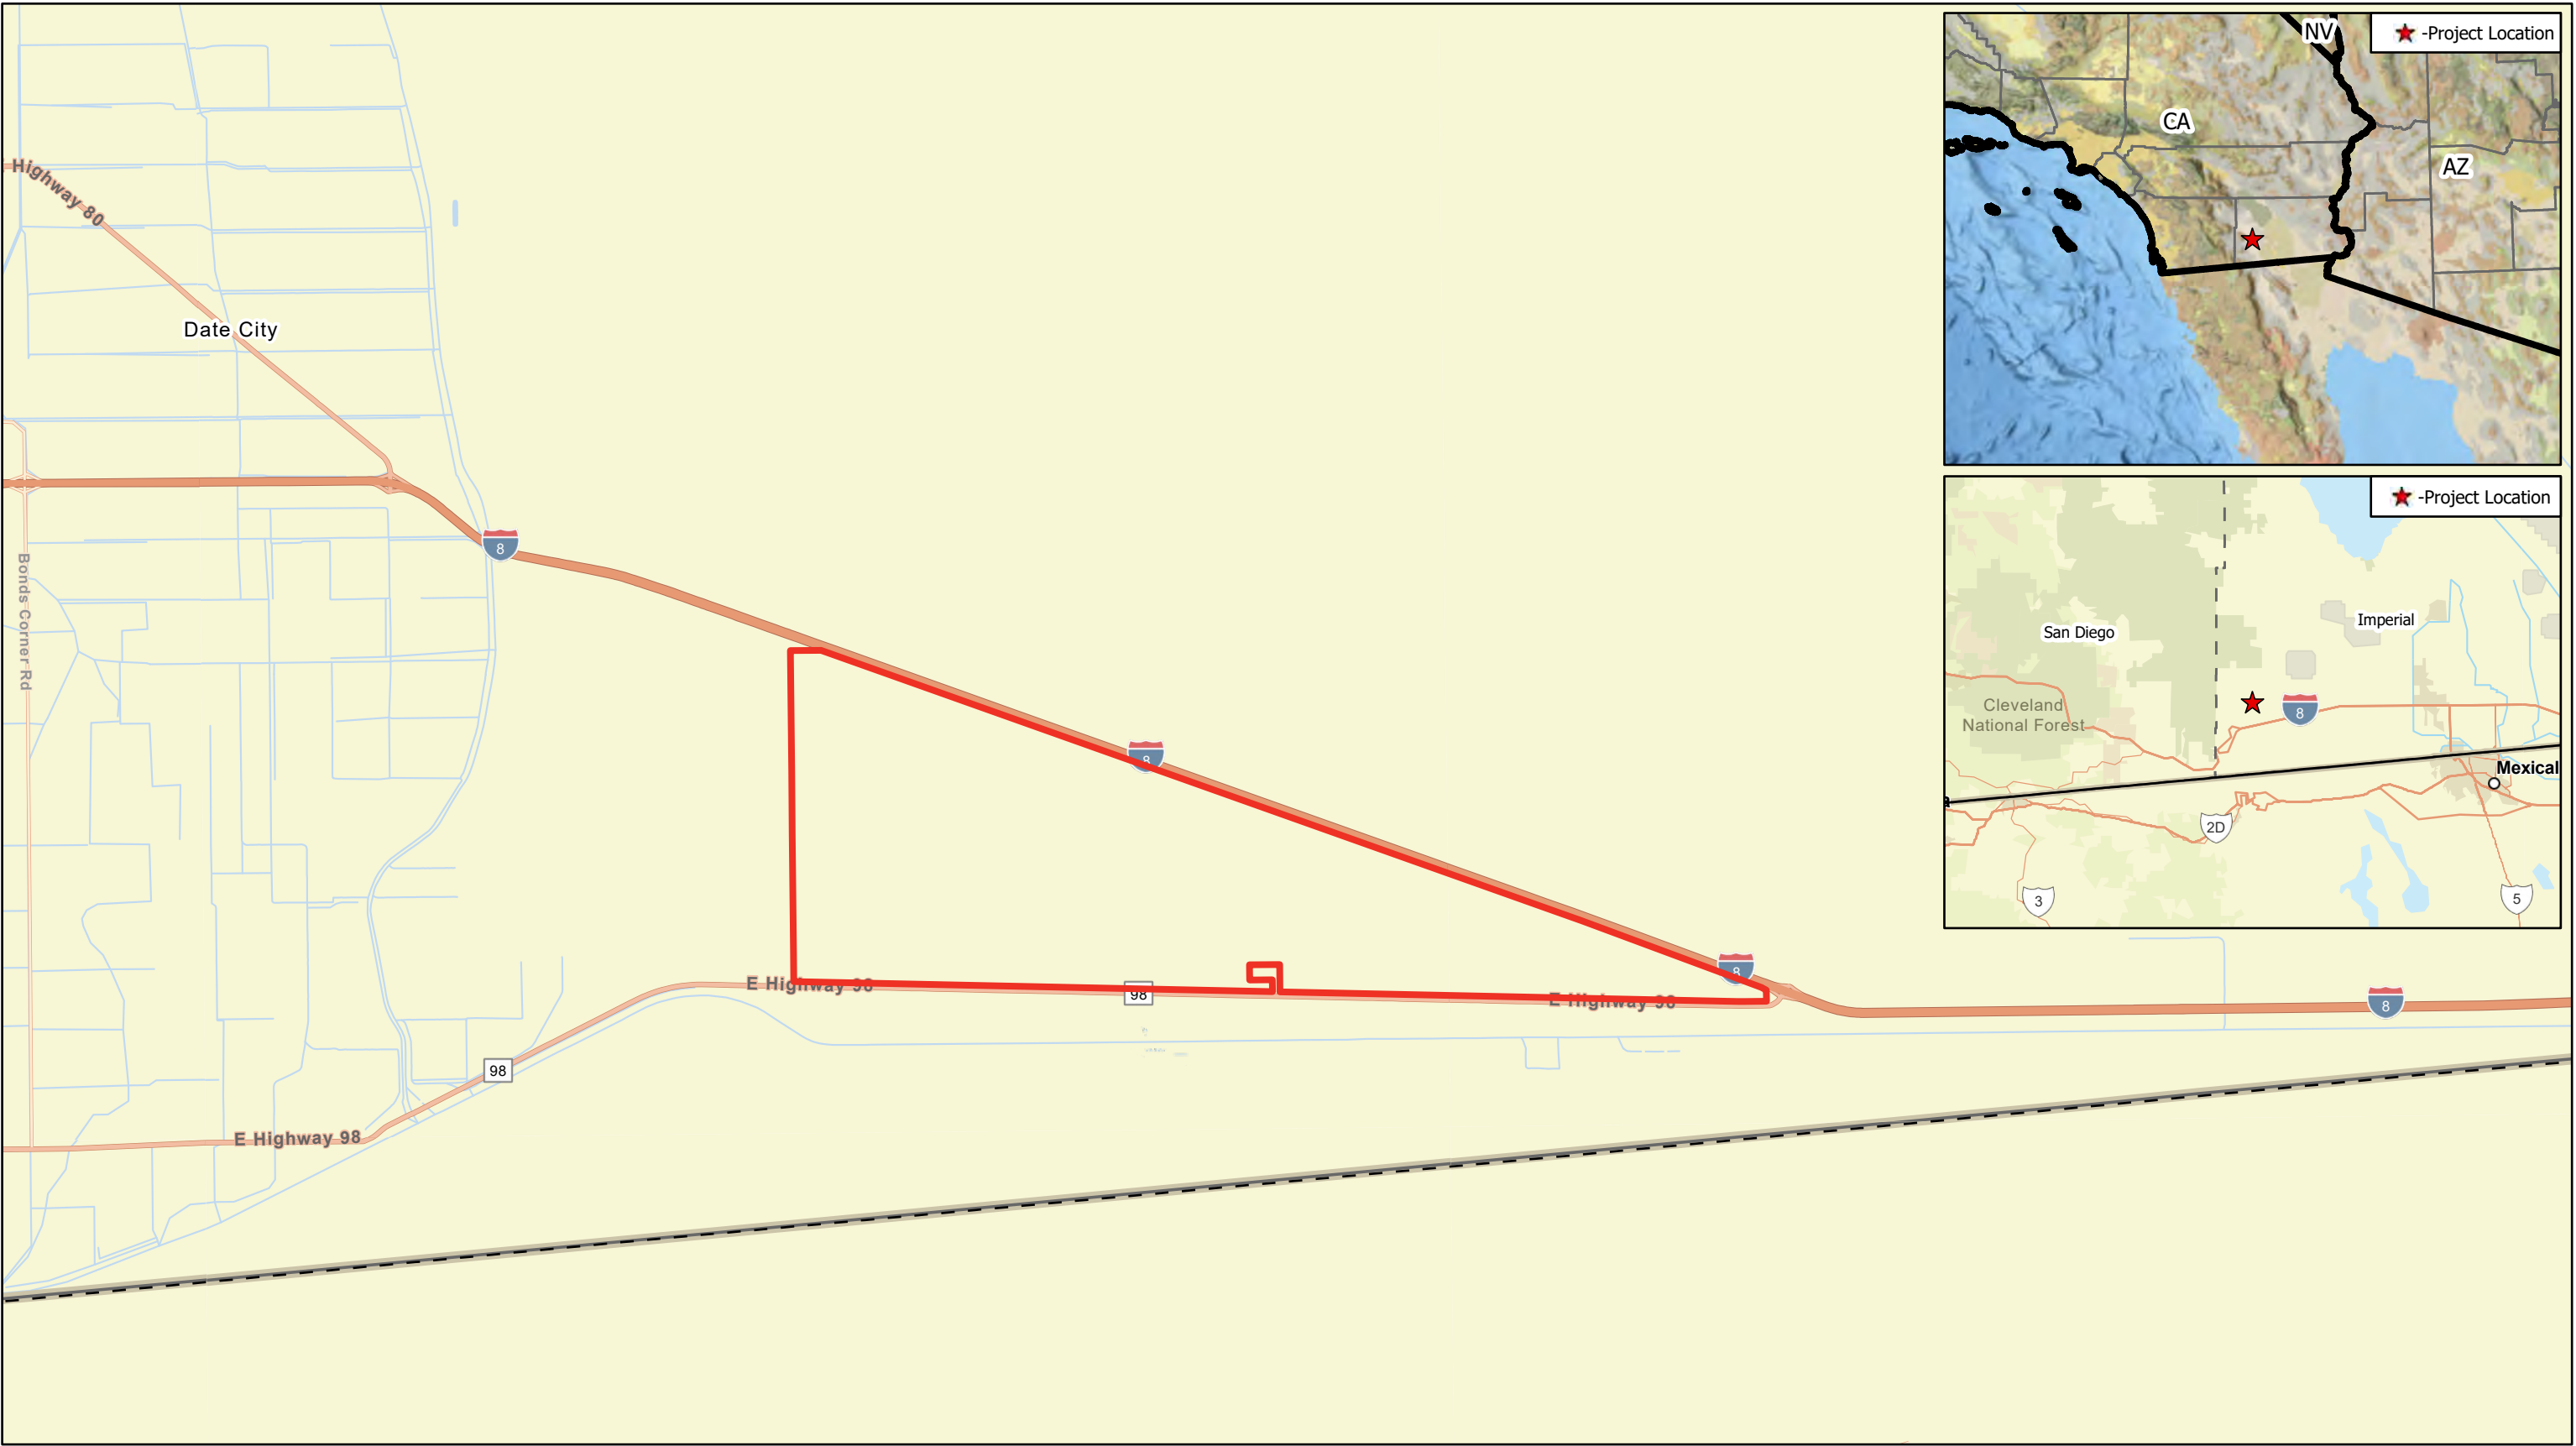 Highway 80
Date City
8
Bonds Corner Rd
8
E Highway 98
98
E Highway 98
8
8
98
E Highway 98
-Project Location
NV
CA
AZ
-Project Location
Imperial
San Diego
Cleveland
National Forest
8
Mexical
2D
3
5